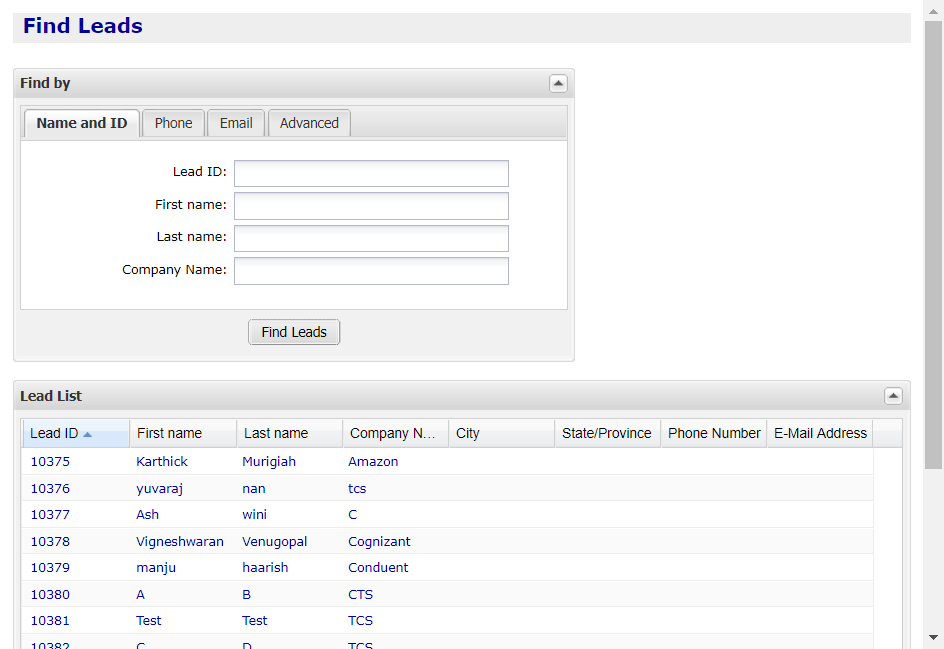 Find Leads
Find by
Name and ID Phone Email Advanced
Lead ID:
First name:
Last name:
Company Name:
Find Leads
Lead List
Lead ID First name Last name Company N... City State/Province Phone Number E-Mail Address
10375 Karthick Murigiah Amazon
10376 yuvaraj nan tcs
10377 Ash wini C
10378 Vigneshwaran Venugopal Cognizant
10379 manju haarish Conduent
10380 A B CTS
10381 Test Test TCS
10382 C D TCS